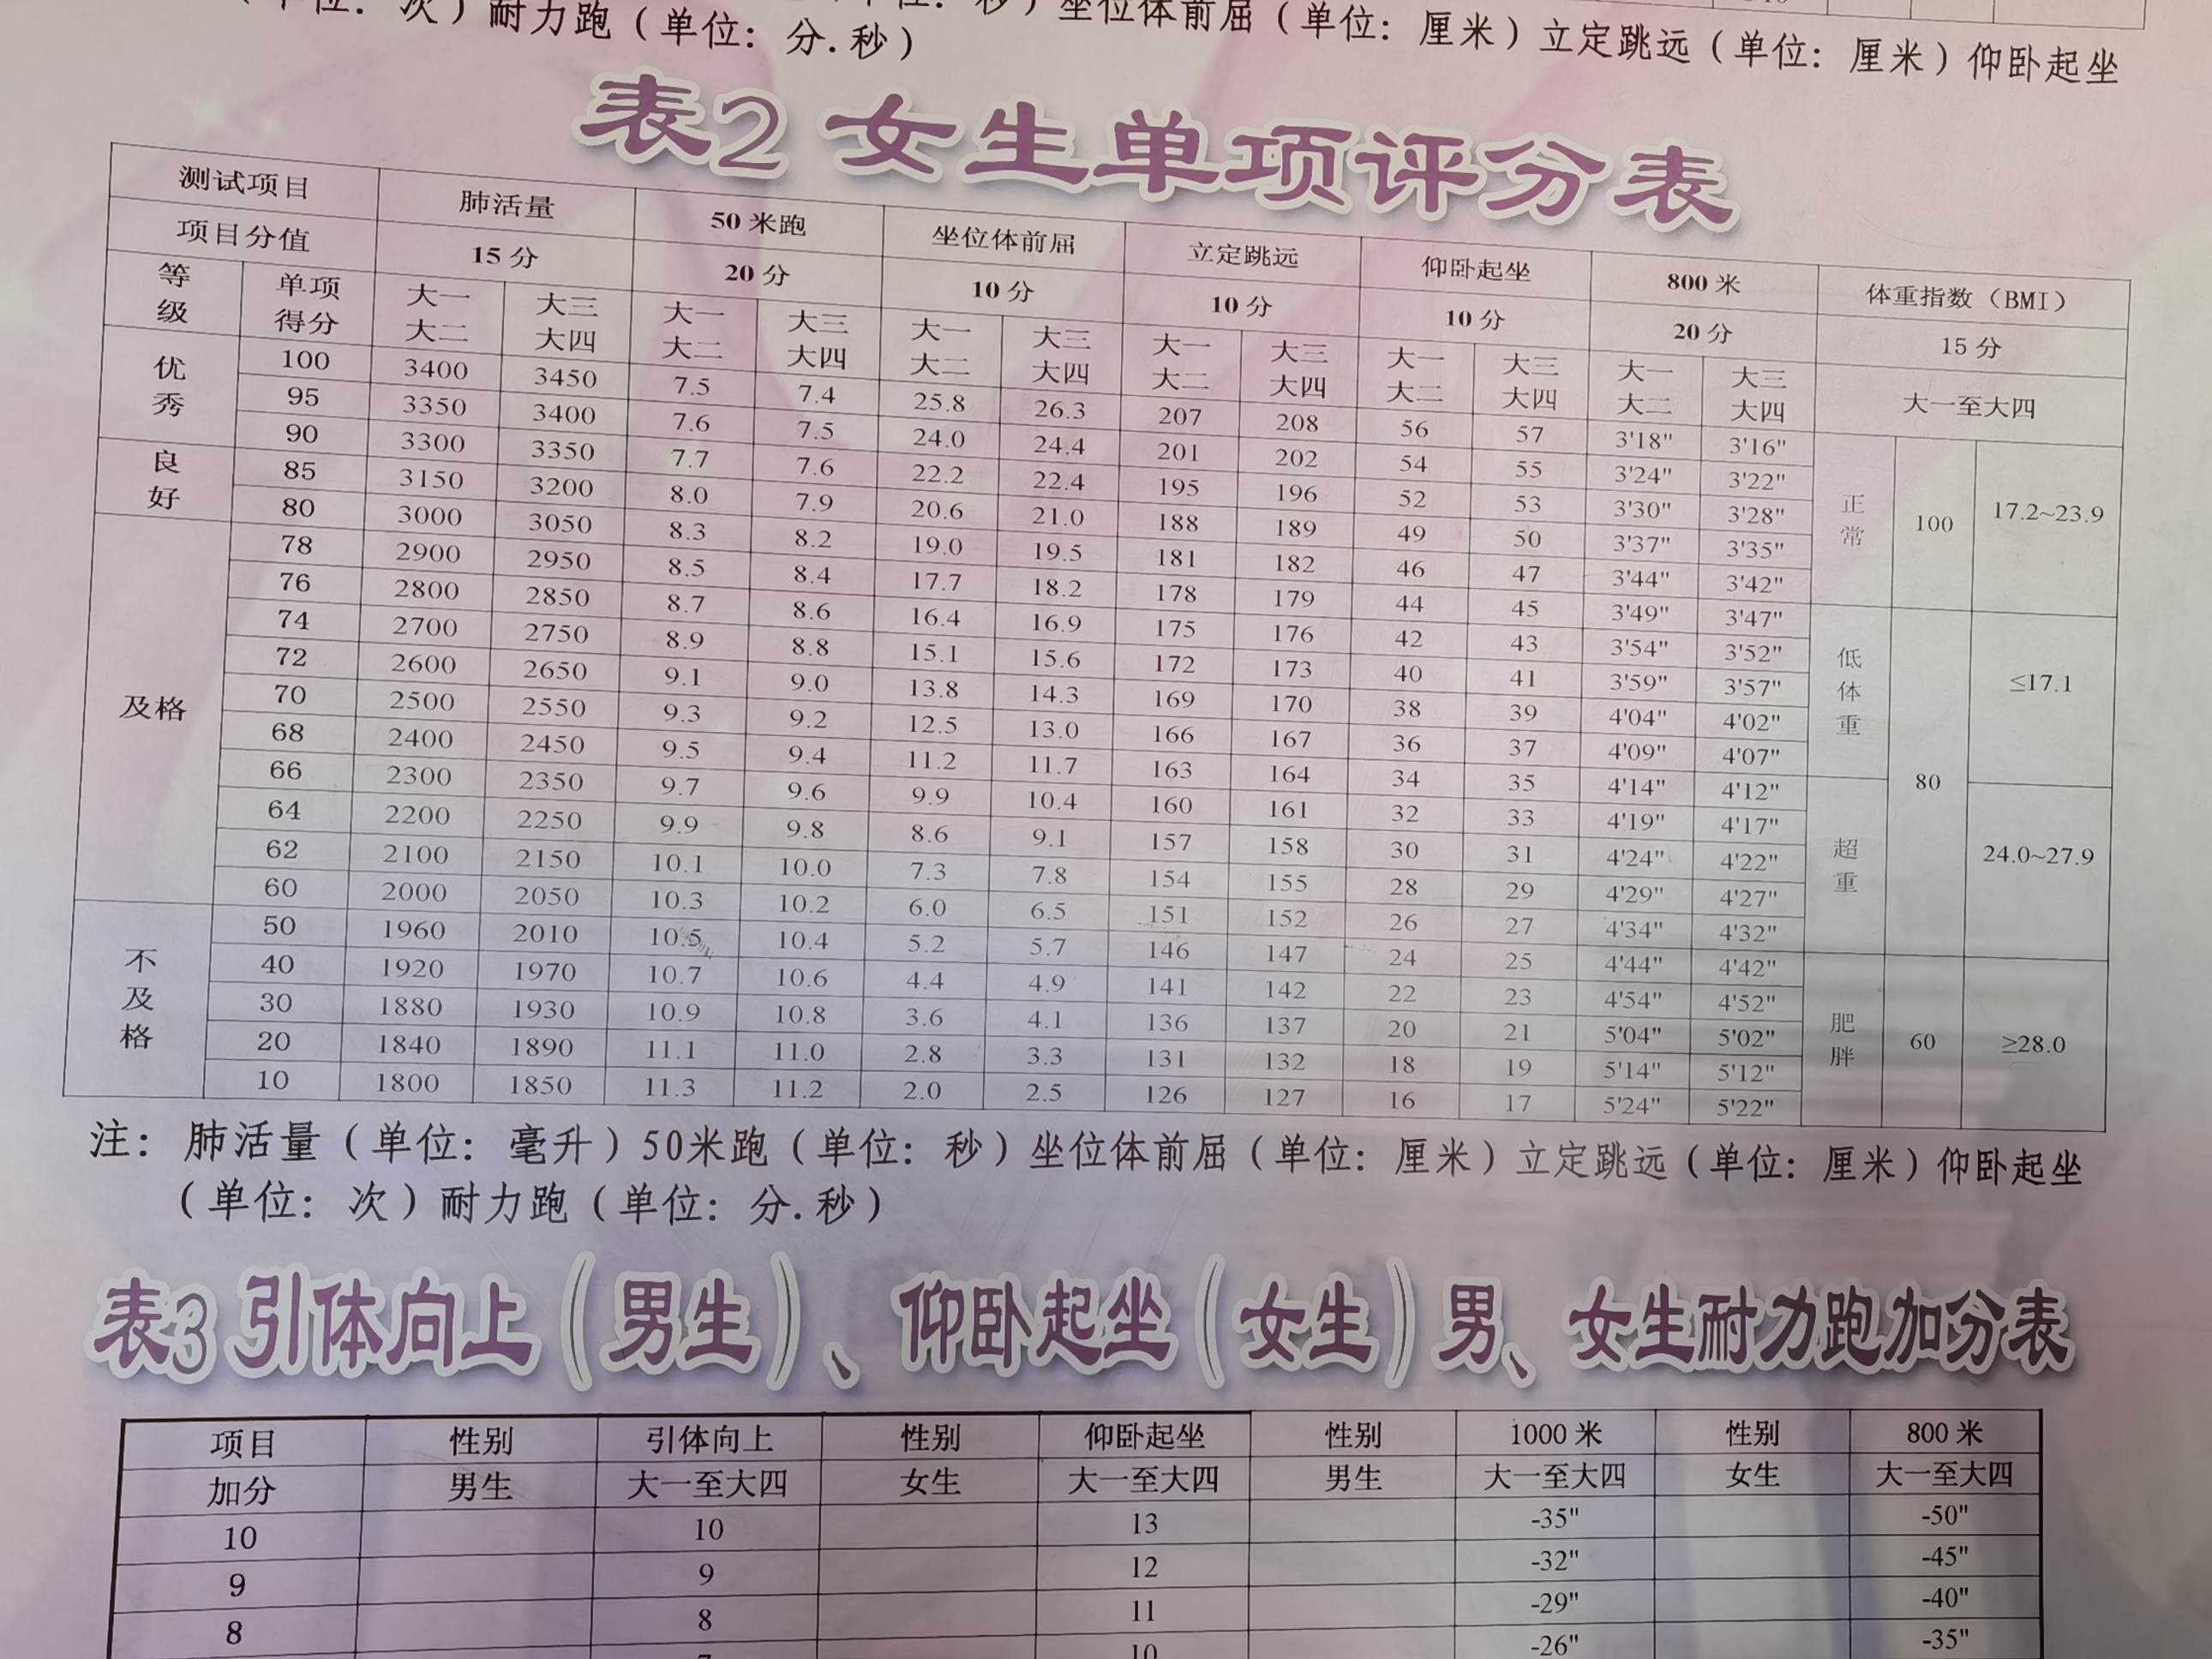 （单位：次）耐力跑（单位：分.秒）
秒）坐位体前屈（单位：厘米）立定跳远（单位：厘米）仰卧起坐
表2 女生单项评分表
测试项目 肺活量 50 米跑 坐位体前屈 立定跳远 仰卧起坐 800 米 体重指数（BMI）
项目分值 15 分 20 分 10 分 10 分 10 分 20 分 15 分
等级 单项得分 大一大二 大三大四 大一大二 大三大四 大一大二 大三大四 大一大二 大三大四 大一大二 大三大四 大一大二 大三大四 大一至大四
优秀 100 3400 3450 7.5 7.4 25.8 26.3 207 208 56 57 3'18" 3'16" 正常 100 17.2~23.9
95 3350 3400 7.6 7.5 24.0 24.4 201 202 54 55 3'24" 3'22"
90 3300 3350 7.7 7.6 22.2 22.4 195 196 52 53 3'30" 3'28"
良好 85 3150 3200 8.0 7.9 20.6 21.0 188 189 49 50 3'37" 3'35"
80 3000 3050 8.3 8.2 19.0 19.5 181 182 46 47 3'44" 3'42"
及格 78 2900 2950 8.5 8.4 17.7 18.2 178 179 44 45 3'49" 3'47" 低体重 80 ≤17.1
76 2800 2850 8.7 8.6 16.4 16.9 175 176 42 43 3'54" 3'52"
74 2700 2750 8.9 8.8 15.1 15.6 172 173 40 41 3'59" 3'57"
72 2600 2650 9.1 9.0 13.8 14.3 169 170 38 39 4'04" 4'02"
70 2500 2550 9.3 9.2 12.5 13.0 166 167 36 37 4'09" 4'07"
68 2400 2450 9.5 9.4 11.2 11.7 163 164 34 35 4'14" 4'12" 超重 24.0~27.9
66 2300 2350 9.7 9.6 9.9 10.4 160 161 32 33 4'19" 4'17"
64 2200 2250 9.9 9.8 8.6 9.1 157 158 30 31 4'24" 4'22"
62 2100 2150 10.1 10.0 7.3 7.8 154 155 28 29 4'29" 4'27"
60 2000 2050 10.3 10.2 6.0 6.5 151 152 26 27 4'34" 4'32"
不及格 50 1960 2010 10.5 10.4 5.2 5.7 146 147 24 25 4'44" 4'42" 肥胖 60 ≥28.0
40 1920 1970 10.7 10.6 4.4 4.9 141 142 22 23 4'54" 4'52"
30 1880 1930 10.9 10.8 3.6 4.1 136 137 20 21 5'04" 5'02"
20 1840 1890 11.1 11.0 2.8 3.3 131 132 18 19 5'14" 5'12"
10 1800 1850 11.3 11.2 2.0 2.5 126 127 16 17 5'24" 5'22"
注：肺活量（单位：毫升）50米跑（单位：秒）坐位体前屈（单位：厘米）立定跳远（单位：厘米）仰卧起坐
（单位：次）耐力跑（单位：分.秒）
表3 引体向上（男生）、仰卧起坐（女生）男、女生耐力跑加分表
项目 性别 引体向上 性别 仰卧起坐 性别 1000 米 性别 800 米
加分 男生 大一至大四 女生 大一至大四 男生 大一至大四 女生 大一至大四
10 10 13 -35" -50"
9 9 12 -32" -45"
8 8 11 -29" -40"
10 -26" -35"